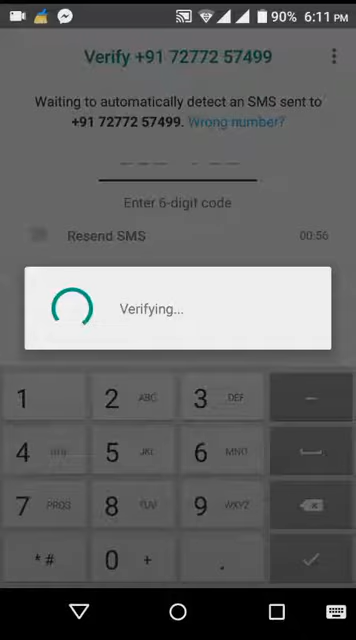 90% 6:11 PM
Verify +91 72772 57499
Waiting to automatically detect an SMS sent to
+91 72772 57499. Wrong number?
Enter 6-digit code
Resend SMS 00:56
Verifying...
1 2 ABC 3 DEF
4 5 JKL 6 MNO
7 PQRS 8 TUV 9 WXYZ
*# 0 + .